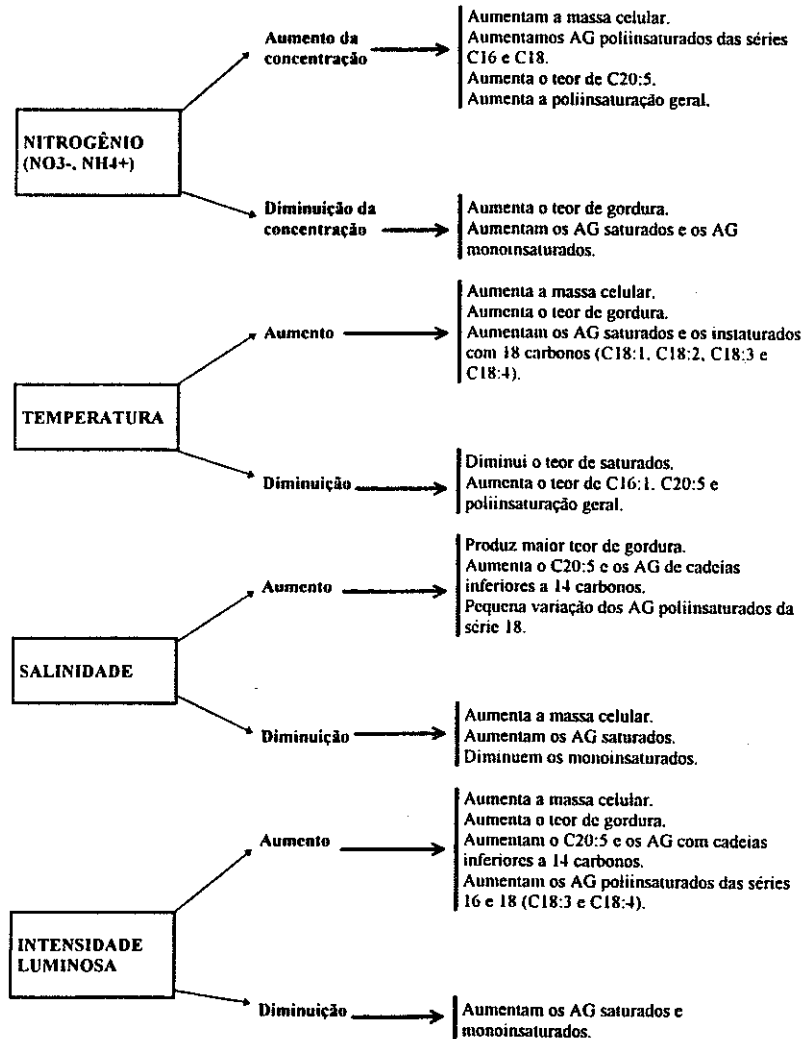 Aumento da
concentração
Aumentam a massa celular.
Aumentamos AG poliinsaturados das séries
C16 e C18.
Aumenta o teor de C20:5.
Aumenta a poliinsaturação geral.
NITROGÊNIO
(NO3-, NH4+)
Diminuição da
concentração
Aumenta o teor de gordura.
Aumentam os AG saturados e os AG
monoinsaturados.
Aumento
Aumenta a massa celular.
Aumenta o teor de gordura.
Aumentam os AG saturados e os instaturados
com 18 carbonos (C18:1, C18:2, C18:3 e
C18:4).
TEMPERATURA
Diminuição
Diminui o teor de saturados.
Aumenta o teor de C16:1, C20:5 e
poliinsaturação geral.
Aumento
Produz maior teor de gordura.
Aumenta o C20:5 e os AG de cadeias
inferiores a 14 carbonos.
Pequena variação dos AG poliinsaturados da
série 18.
SALINIDADE
Diminuição
Aumenta a massa celular.
Aumentam os AG saturados.
Diminuem os monoinsaturados.
Aumento
Aumenta a massa celular.
Aumenta o teor de gordura.
Aumentam o C20:5 e os AG com cadeias
inferiores a 14 carbonos.
Aumentam os AG poliinsaturados das séries
16 e 18 (C18:3 e C18:4).
INTENSIDADE
LUMINOSA
Diminuição
Aumentam os AG saturados e
monoinsaturados.